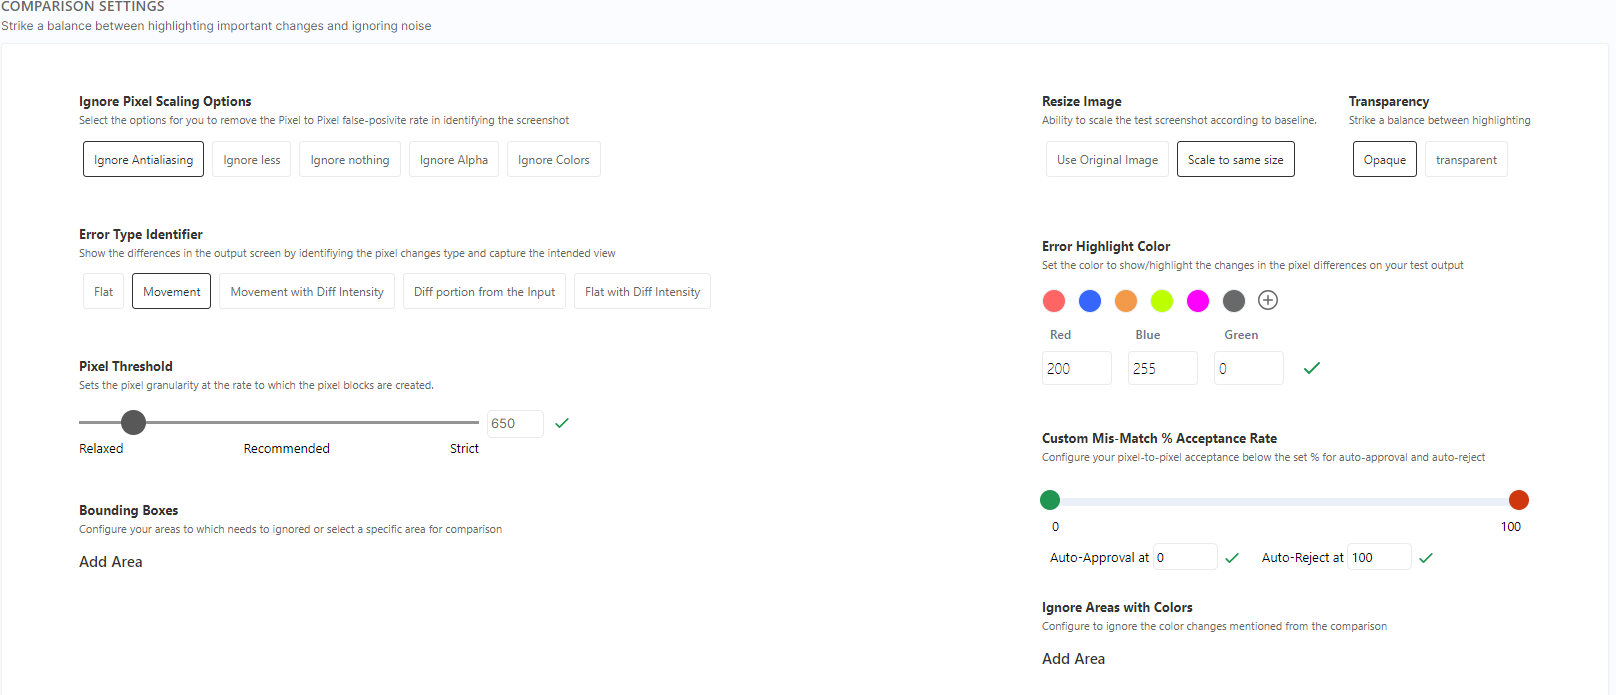 COMPARISON SETTINGS
Strike a balance between highlighting important changes and ignoring noise
Ignore Pixel Scaling Options
Select the options for you to remove the Pixel to Pixel false-posivite rate in identifying the screenshot
Ignore Antialiasing
Ignore less
Ignore nothing
Ignore Alpha
Ignore Colors
Error Type Identifier
Show the differences in the output screen by identifiying the pixel changes type and capture the intended view
Flat
Movement
Movement with Diff Intensity
Diff portion from the Input
Flat with Diff Intensity
Pixel Threshold
Sets the pixel granularity at the rate to which the pixel blocks are created.
650
Relaxed
Recommended
Strict
Bounding Boxes
Configure your areas to which needs to ignored or select a specific area for comparison
Add Area
Resize Image
Ability to scale the test screenshot according to baseline.
Use Original Image
Scale to same size
Transparency
Strike a balance between highlighting
Opaque
transparent
Error Highlight Color
Set the color to show/highlight the changes in the pixel differences on your test output
Red
Blue
Green
200
255
0
Custom Mis-Match % Acceptance Rate
Configure your pixel-to-pixel acceptance below the set % for auto-approval and auto-reject
0
100
Auto-Approval at 0
Auto-Reject at 100
Ignore Areas with Colors
Configure to ignore the color changes mentioned from the comparison
Add Area